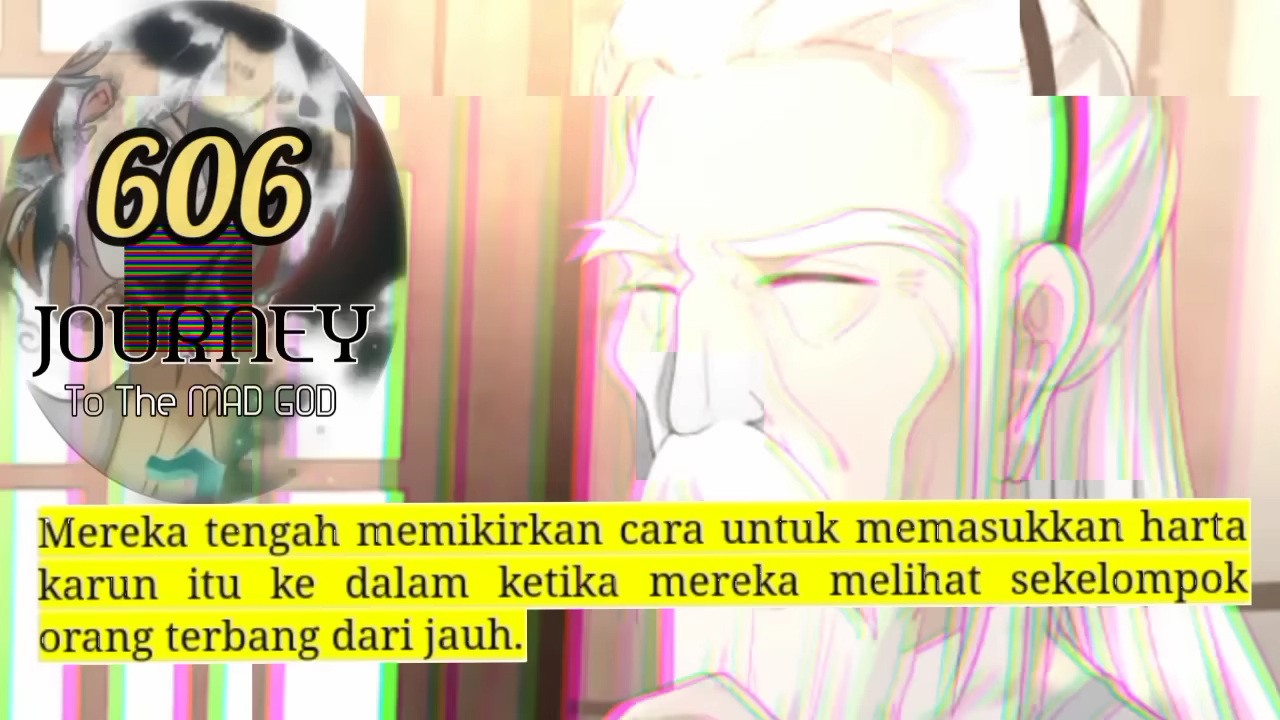 606
JOURNEY
To The MAD GOD
Mereka tengah memikirkan cara untuk memasukkan harta
karun itu ke dalam ketika mereka melihat sekelompok
orang terbang dari jauh.